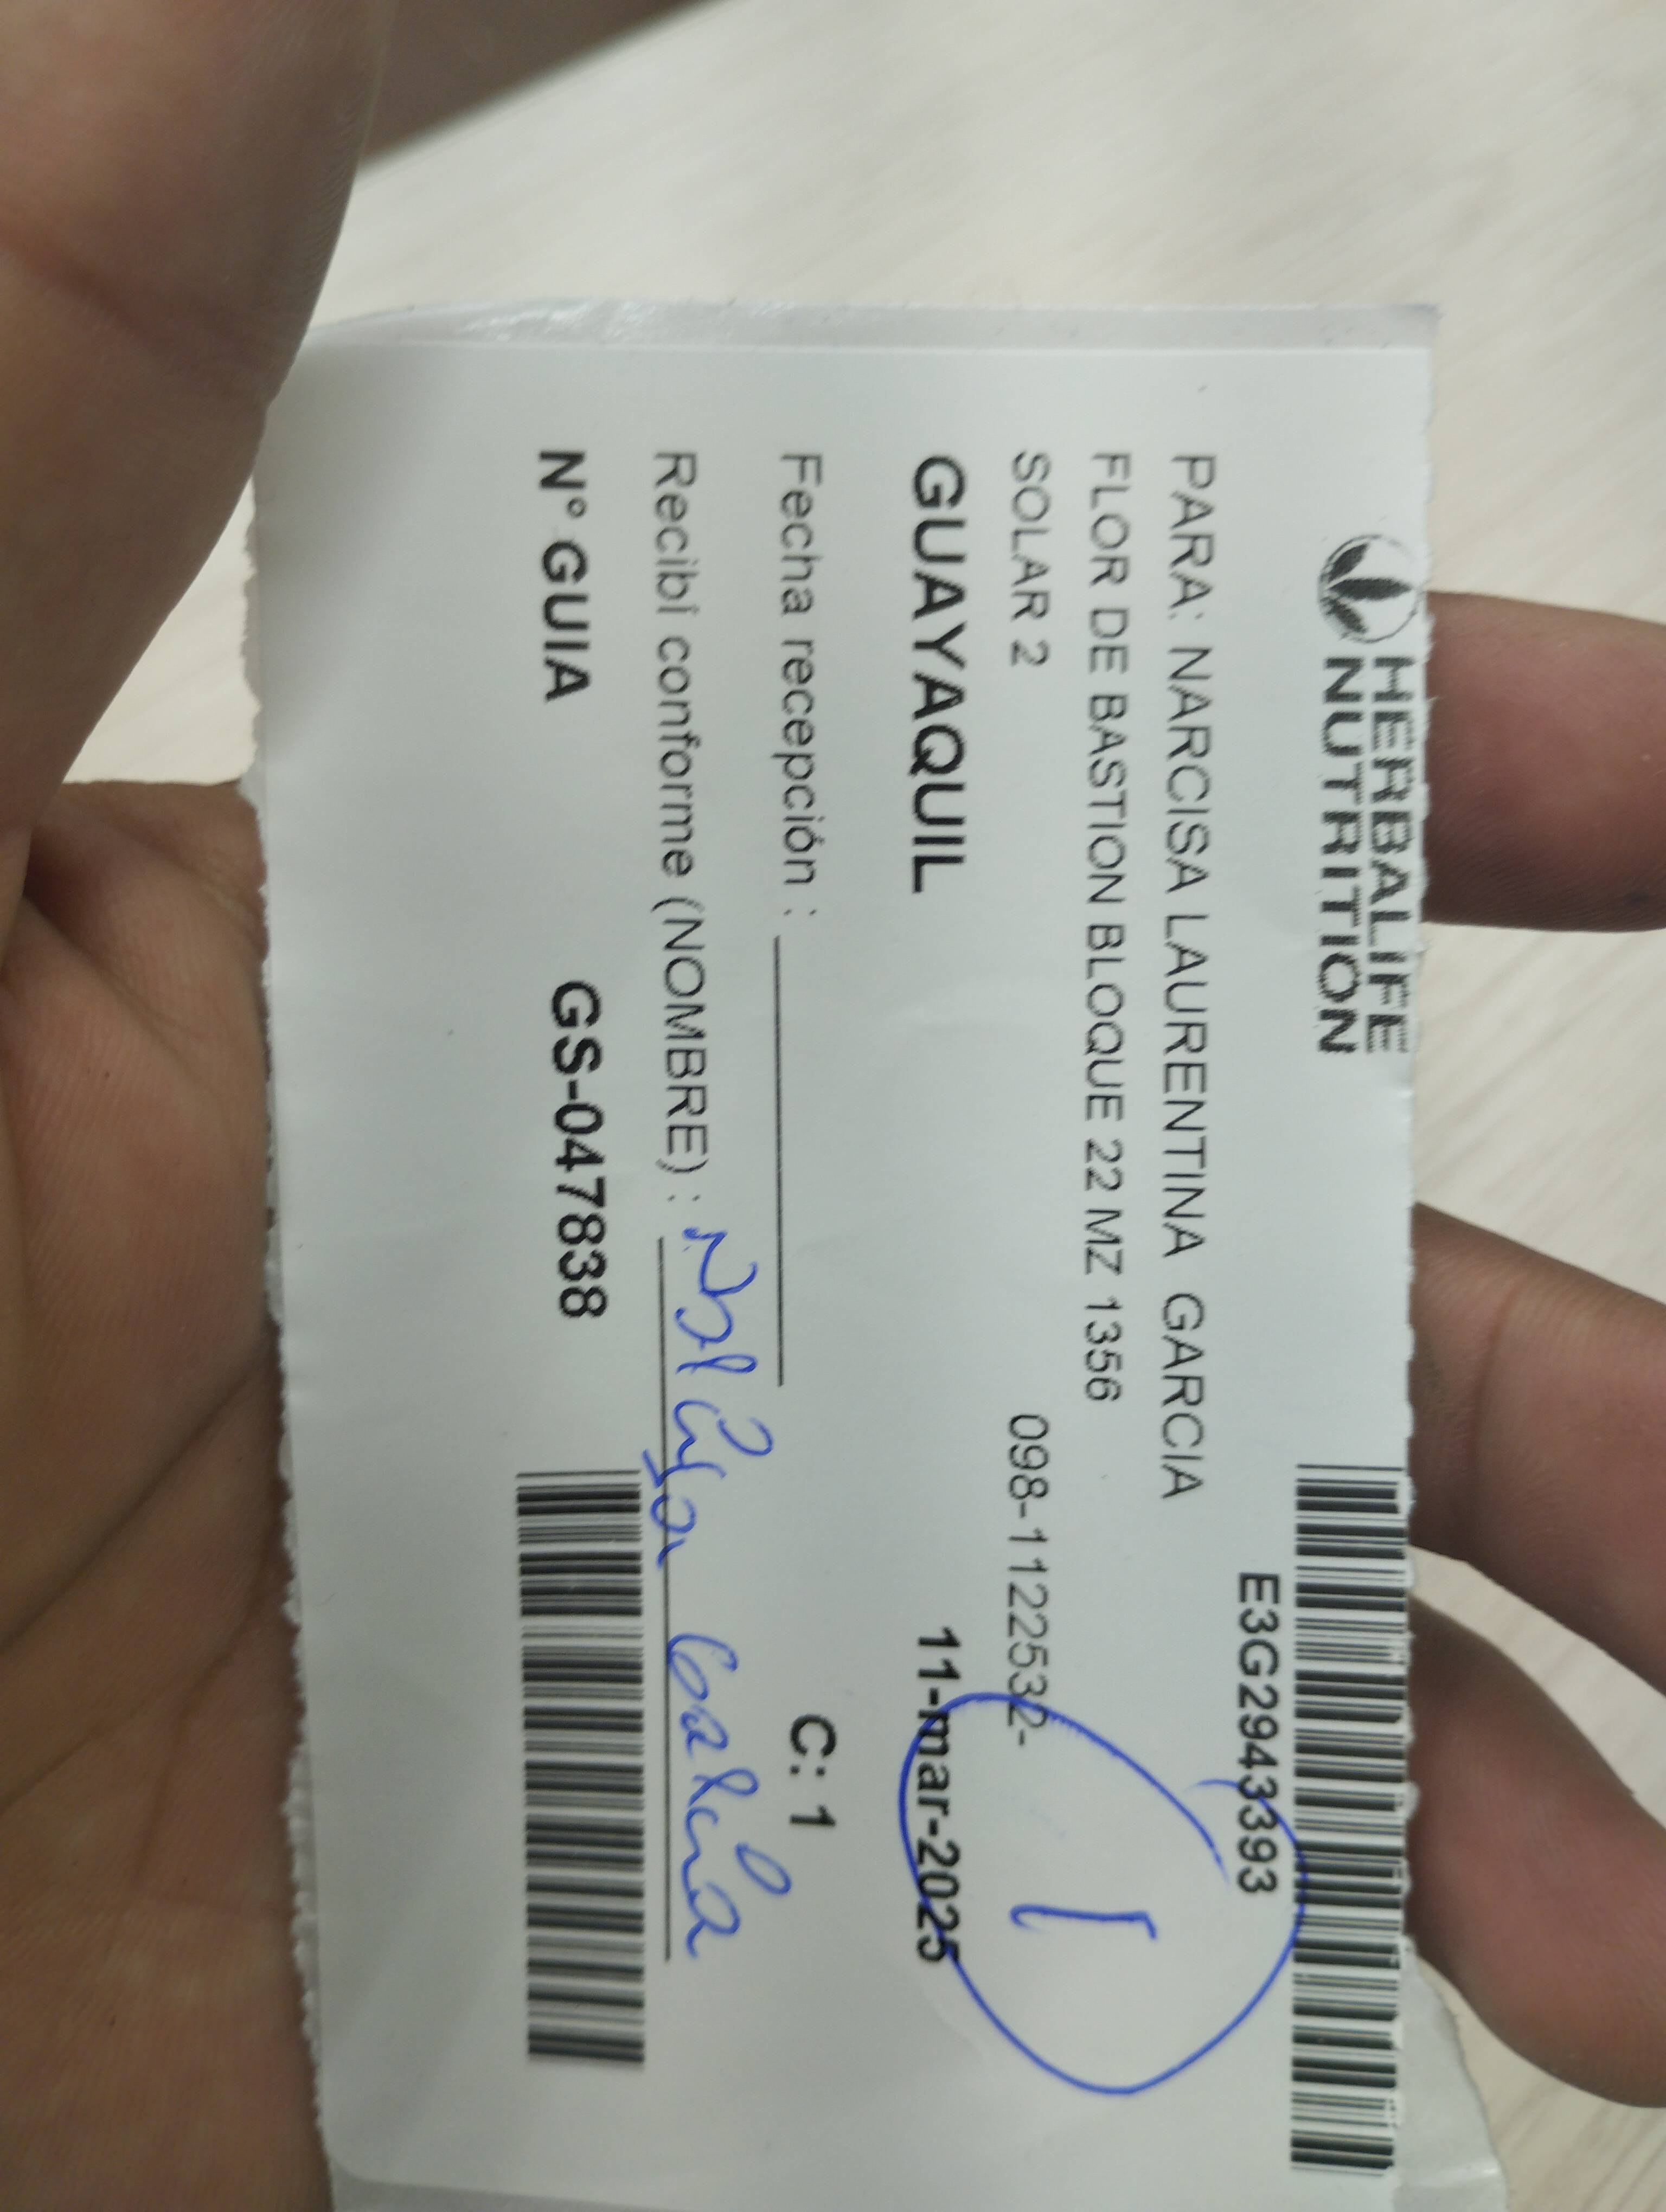 HERBALIFE
NUTRITION
E3G2943393
PARA: NARCISA LAURENTINA GARCIA
FLOR DE BASTION BLOQUE 22 MZ 1356
SOLAR 2
098-1122532-
1
GUAYAQUIL
11-mar-2025
Fecha recepción :
C: 1
Recibí conforme (NOMBRE) :
N° GUIA
GS-047838